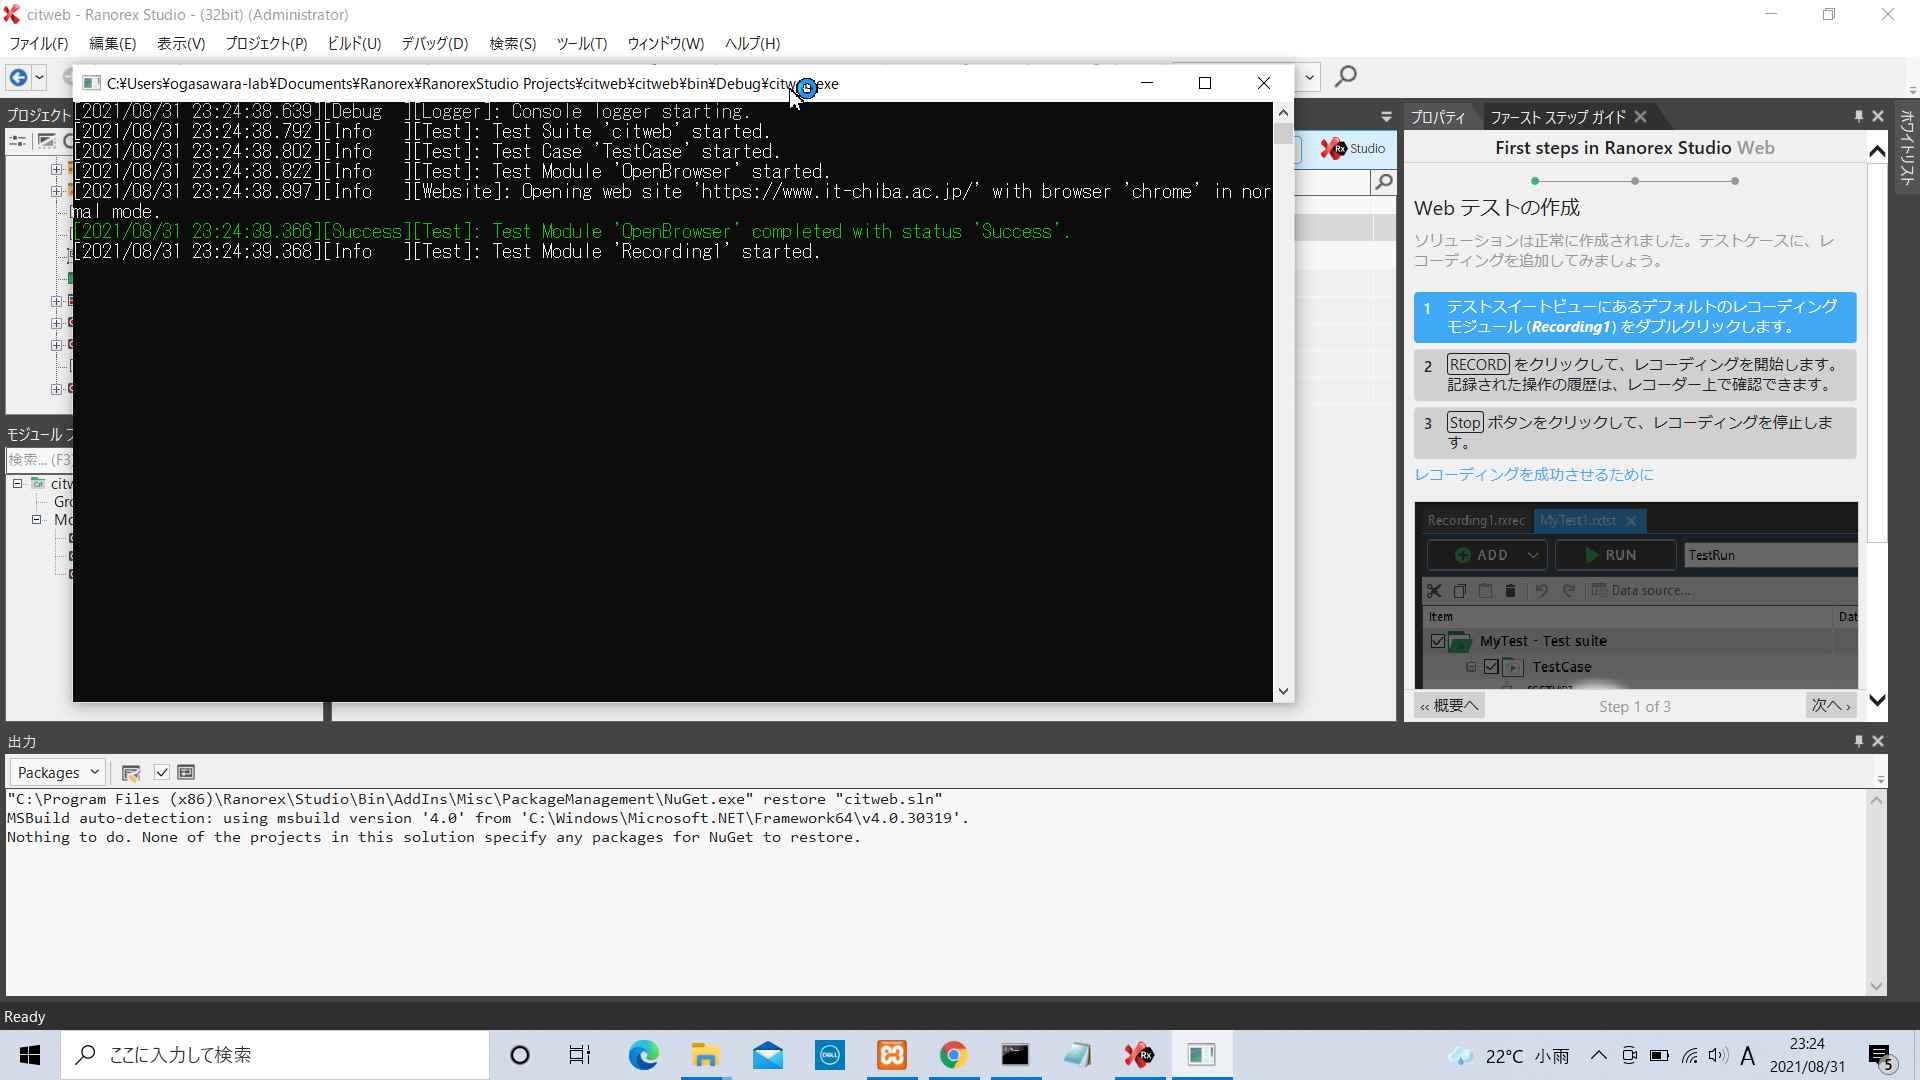 citweb - Ranorex Studio - (32bit) (Administrator)
ファイル(F) 編集(E) 表示(V) プロジェクト(P) ビルド(U) デバッグ(D) 検索(S) ツール(T) ウィンドウ(W) ヘルプ(H)
C:¥Users¥ogasawara-lab¥Documents¥Ranorex¥RanorexStudio Projects¥citweb¥citweb¥bin¥Debug¥citw exe
[2021/08/31 23:24:38.639][Debug ][Logger]: Console logger starting.
[2021/08/31 23:24:38.792][Info ][Test]: Test Suite 'citweb' started.
[2021/08/31 23:24:38.802][Info ][Test]: Test Case 'TestCase' started.
[2021/08/31 23:24:38.822][Info ][Test]: Test Module 'OpenBrowser' started.
[2021/08/31 23:24:38.897][Info ][Website]: Opening web site 'https://www.it-chiba.ac.jp/' with browser 'chrome' in nor
mal mode.
[2021/08/31 23:24:39.366][Success][Test]: Test Module 'OpenBrowser' completed with status 'Success'.
[2021/08/31 23:24:39.368][Info ][Test]: Test Module 'Recording1' started.
プロジェクト
モジュール
検索... (F3)
citw
Gro
Mo
Rx Studio
プロパティ ファースト ステップ ガイド
ホワイトリスト
First steps in Ranorex Studio Web
Web テストの作成
ソリューションは正常に作成されました。テストケースに、レ
コーディングを追加してみましょう。
1 テストスイートビューにあるデフォルトのレコーディング
モジュール (Recording1) をダブルクリックします。
2 RECORD をクリックして、レコーディングを開始します。
記録された操作の履歴は、レコーダー上で確認できます。
3 Stop ボタンをクリックして、レコーディングを停止しま
す。
レコーディングを成功させるために
Recording1.rxrec MyTest1.rxtst
ADD RUN TestRun
Data source...
Item Dat
MyTest - Test suite
TestCase
‹‹ 概要へ Step 1 of 3 次へ ›
出力
Packages
"C:\Program Files (x86)\Ranorex\Studio\Bin\AddIns\Misc\PackageManagement\NuGet.exe" restore "citweb.sln"
MSBuild auto-detection: using msbuild version '4.0' from 'C:\Windows\Microsoft.NET\Framework64\v4.0.30319'.
Nothing to do. None of the projects in this solution specify any packages for NuGet to restore.
Ready
ここに入力して検索
DELL
Rx
22°C 小雨
A
23:24
2021/08/31
5